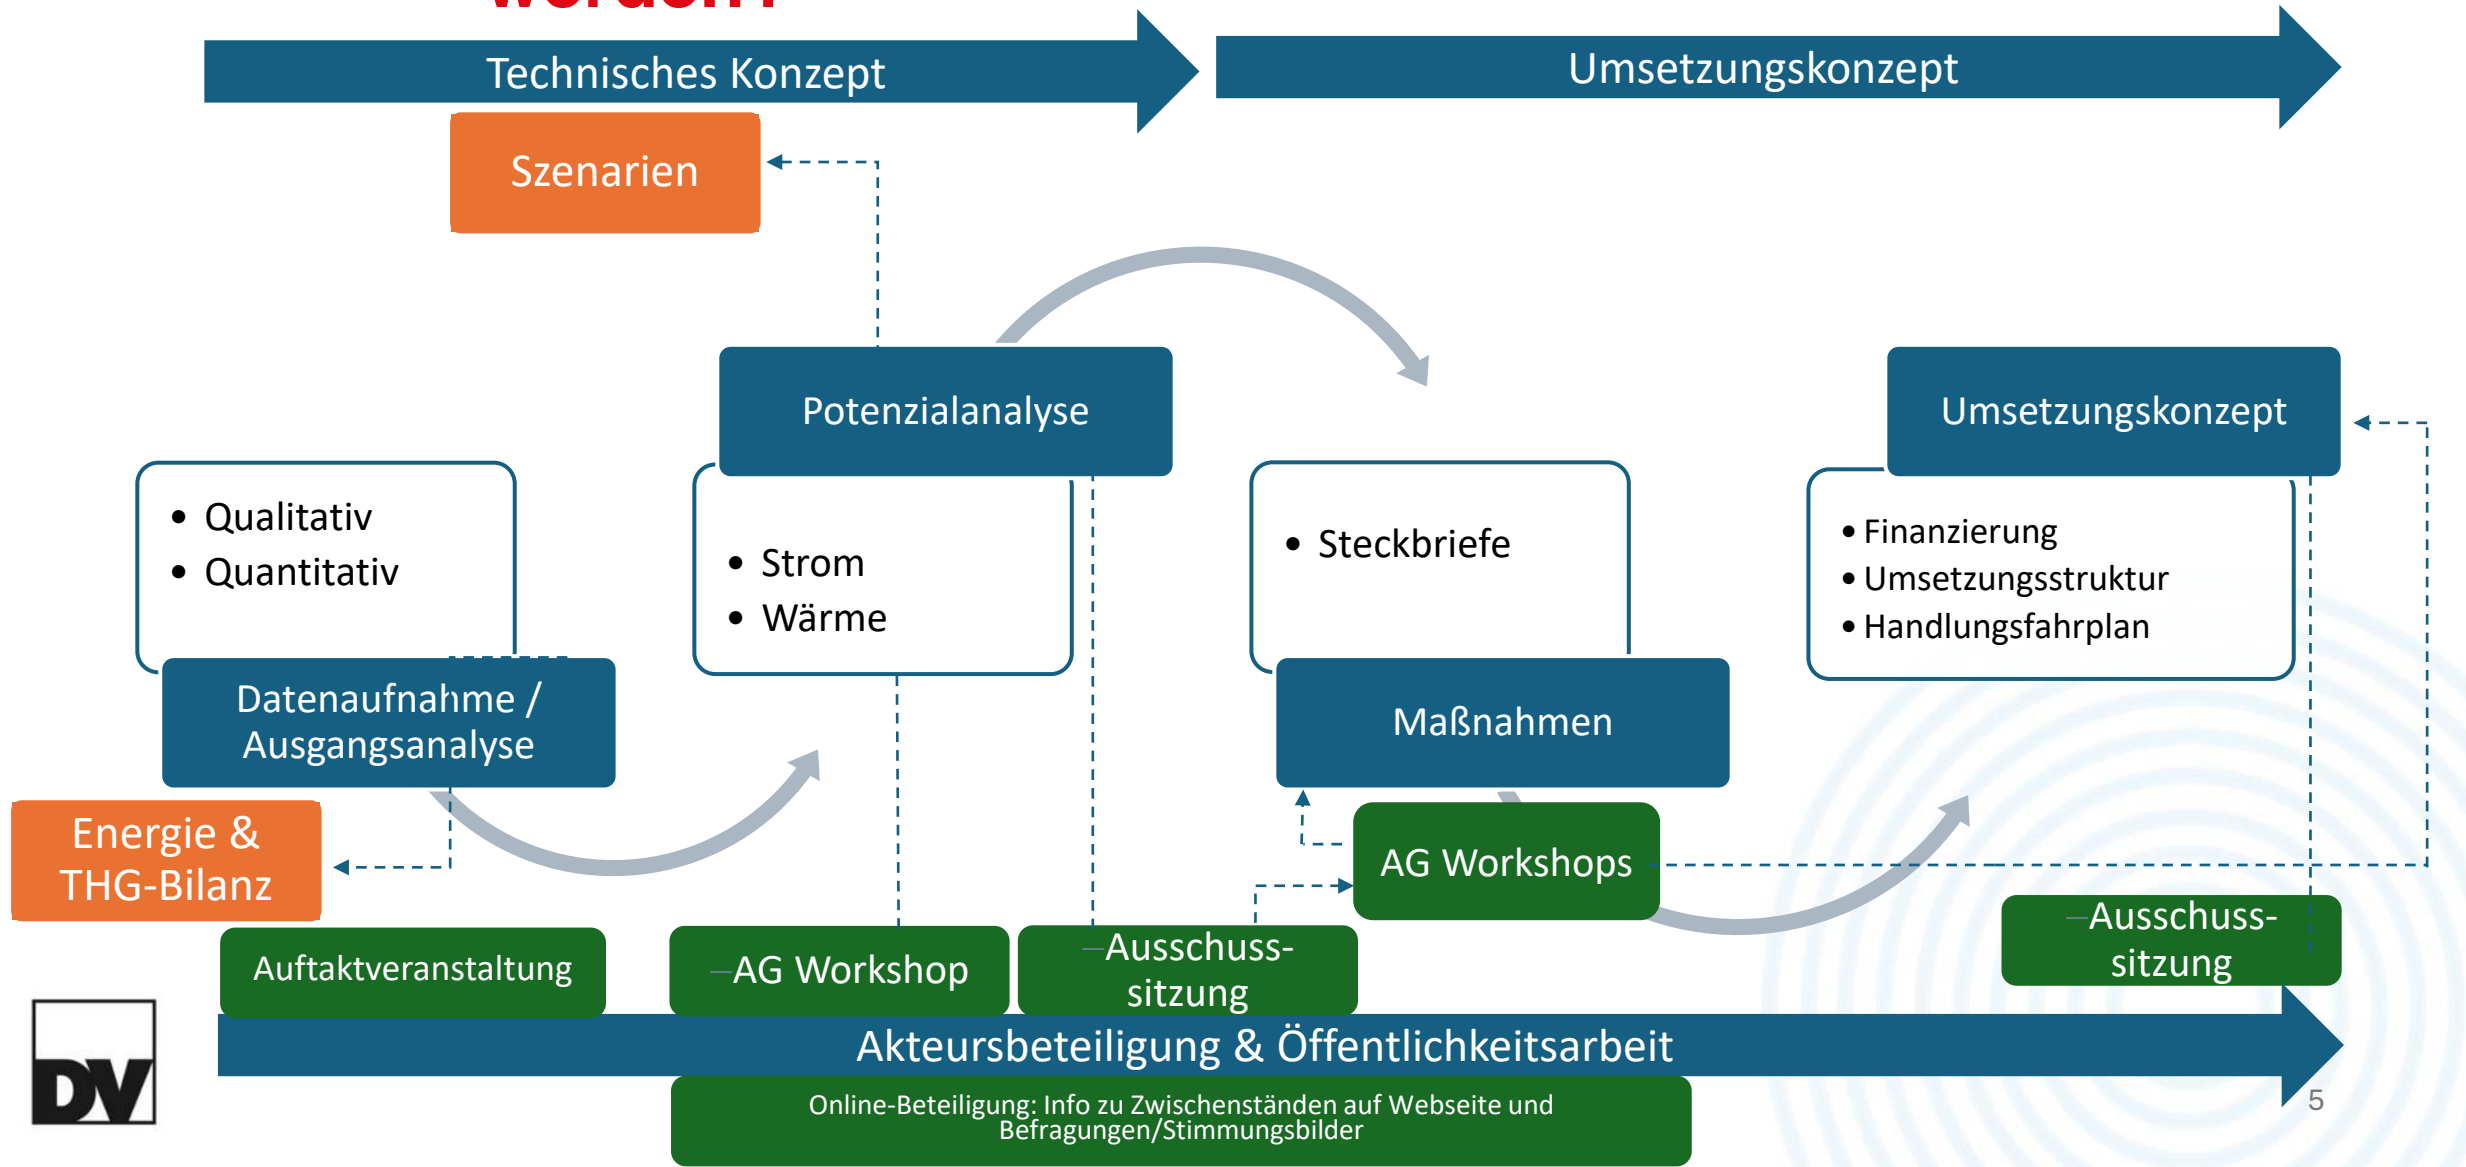 werden?
Technisches Konzept
Umsetzungskonzept
Szenarien
Potenzialanalyse
Umsetzungskonzept
• Qualitativ
• Quantitativ
• Strom
• Wärme
• Steckbriefe
• Finanzierung
• Umsetzungsstruktur
• Handlungsfahrplan
Datenaufnahme /
Ausgangsanalyse
Maßnahmen
Energie &
THG-Bilanz
AG Workshops
Auftaktveranstaltung
–AG Workshop
–Ausschuss-
sitzung
–Ausschuss-
sitzung
Akteursbeteiligung & Öffentlichkeitsarbeit
Online-Beteiligung: Info zu Zwischenständen auf Webseite und
Befragungen/Stimmungsbilder
DV
5